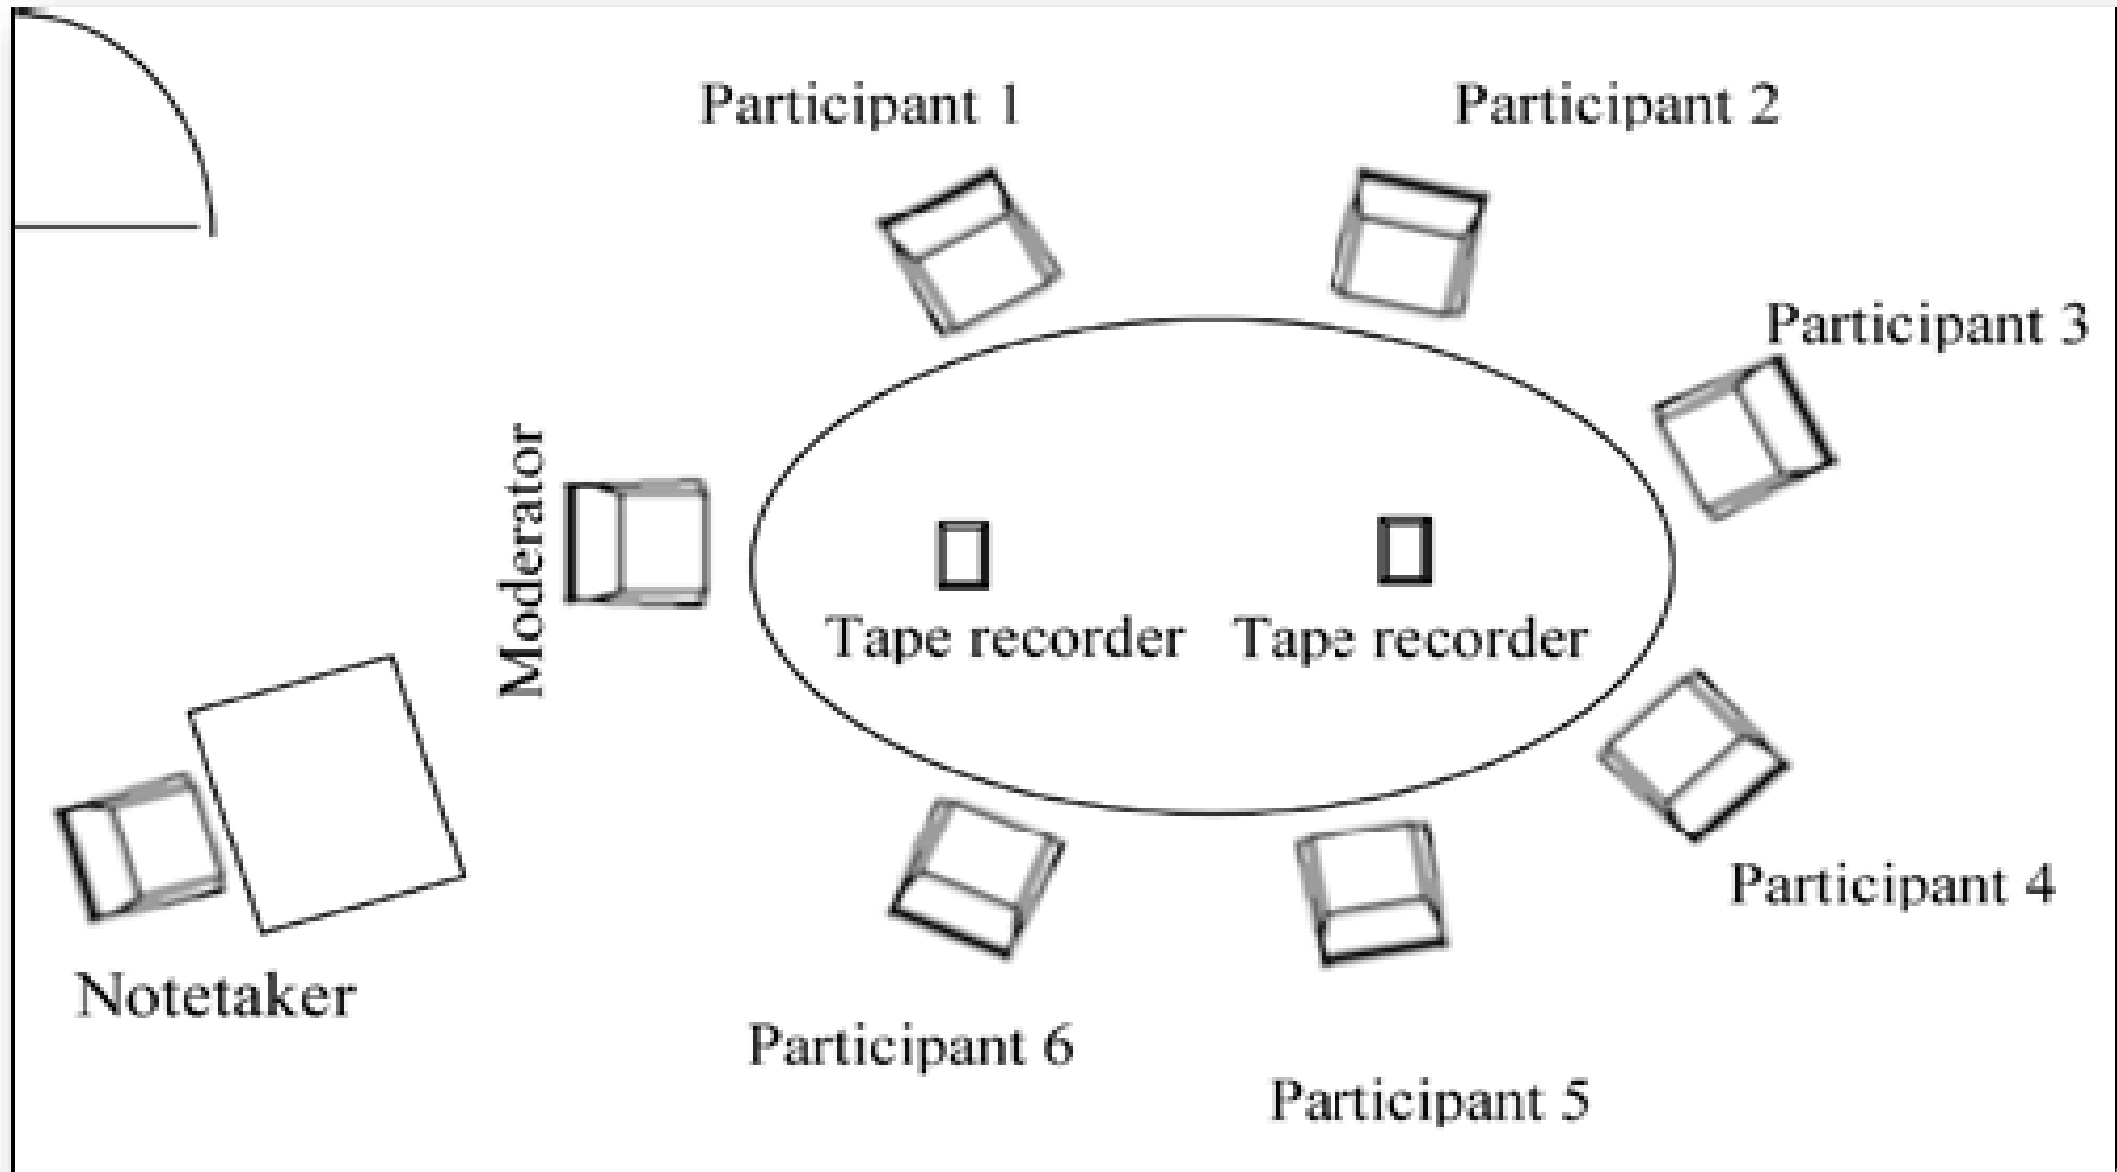 Participant 1
Participant 2
Participant 3
Moderator
Tape recorder
Tape recorder
Participant 4
Notetaker
Participant 6
Participant 5